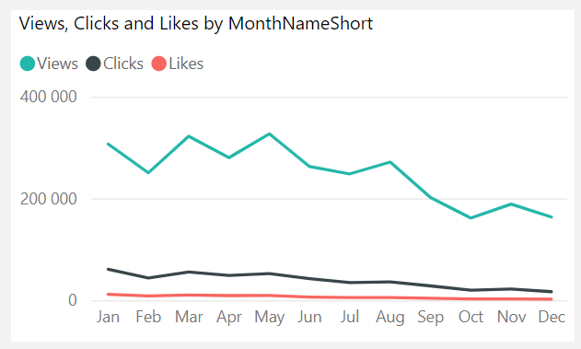 Views, Clicks and Likes by MonthNameShort
Views Clicks Likes
400 000
200 000
0
Jan Feb Mar Apr May Jun Jul Aug Sep Oct Nov Dec